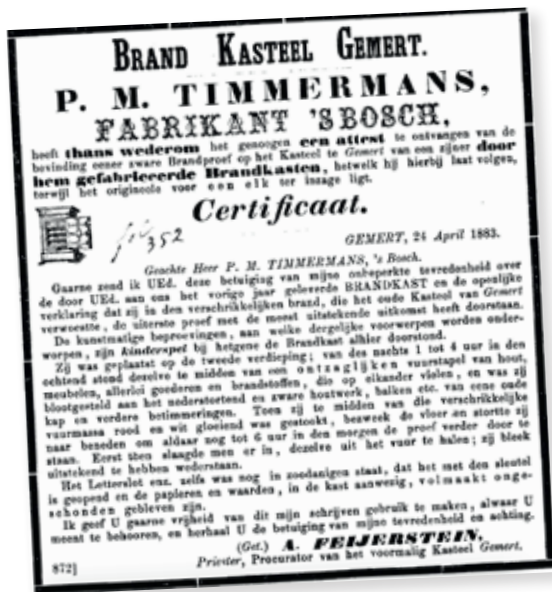 BRAND KASTEEL GEMERT.
P. M. TIMMERMANS,
FABRIKANT 'S BOSCH,
heeft thans wederom het genoegen een attest te ontvangen van de
bevinding eener zware Brandproef op het Kasteel te Gemert van een zijner door
hem gefabriceerde Brandkasten, hetwelk hij hierbij laat volgen,
terwijl het origineele voor een elk ter inzage ligt.
Certificaat.
352
GEMERT, 24 April 1883.
Geachte Heer P. M. TIMMERMANS, 's Bosch.
Gaarne zend ik UEd. deze betuiging van mijne onbeperkte tevredenheid over
de door UEd. aan ons het vorige jaar geleverde BRANDKAST en de openlijke
verklaring dat zij in den verschrikkelijken brand, die het oude Kasteel van Gemert
verwoestte, de uiterste proef met de meest uitstekende uitkomst heeft doorstaan.
De kunstmatige beproevingen, aan welke dergelijke voorwerpen worden onder-
worpen, zijn kinderspel bij hetgene de Brandkast alhier doorstond.
Zij was geplaatst op de tweede verdieping; van des nachts 1 tot 4 uur in den
ochtend stond dezelve te midden van een ontzaglijken vuurstapel van hout,
meubelen, allerlei goederen en brandstoffen, die op elkander vielen, en was zij
blootgesteld aan het nederstortend en zware houtwerk, balken etc. van eene oude
kap en verdere betimmeringen. Toen zij te midden van die verschrikkelijke
vuurmassa rood en wit gloeiend was gestookt, bezweek de vloer en stortte zij
naar beneden om aldaar nog tot 6 uur in den morgen de proef verder door te
staan. Eerst toen slaagde men er in, dezelve uit het vuur te halen; zij bleek
uitstekend te hebben wederstaan.
Het Letterslot enz. zelfs was nog in zoodanigen staat, dat het met den sleutel
is geopend en de papieren en waarden, in de kast aanwezig, volmaakt onge-
schonden gebleven zijn.
Ik geef U gaarne vrijheid van dit mijn schrijven gebruik te maken, alwaar U
meent te behooren, en herhaal U de betuiging van mijne tevredenheid en achting.
(Get.) A. FEIJERSTEIN,
Priester, Procurator van het voormalig Kasteel Gemert.
872]